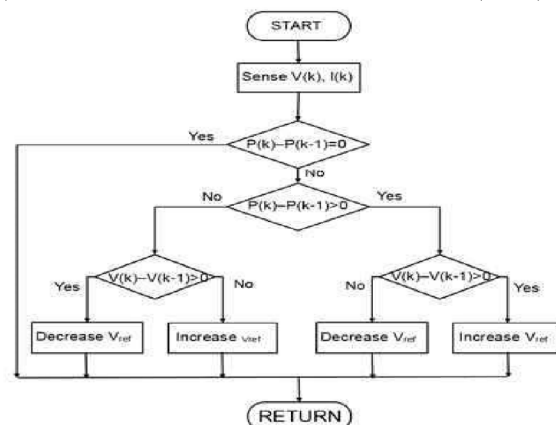 START
Sense V(k), I(k)
Yes
P(k)–P(k-1)=0
No
No
P(k)–P(k-1)>0
Yes
V(k)–V(k-1)>0
V(k)–V(k-1)>0
Yes
No
No
Yes
Decrease Vref
Increase Vref
Decrease Vref
Increase Vref
RETURN